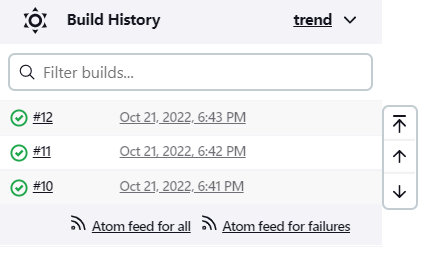 Build History trend
Filter builds...
#12 Oct 21, 2022, 6:43 PM
#11 Oct 21, 2022, 6:42 PM
#10 Oct 21, 2022, 6:41 PM
Atom feed for all Atom feed for failures